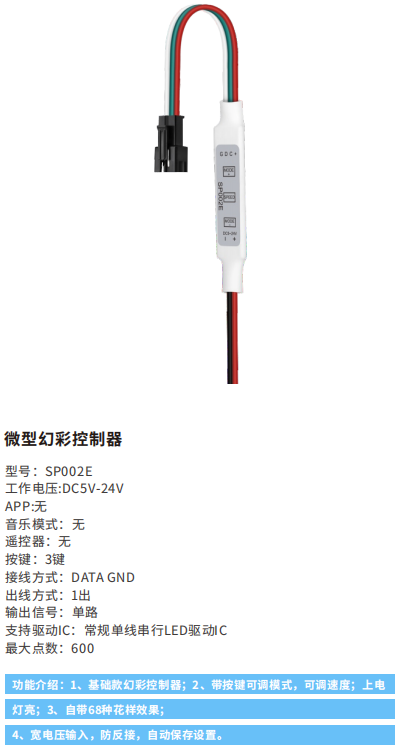 G D C +
MODE
SP002E
SPEED
MODE
DC5-24V
- +
微型幻彩控制器
型号：SP002E
工作电压:DC5V-24V
APP:无
音乐模式：无
遥控器：无
按键：3键
接线方式：DATA GND
出线方式：1出
输出信号：单路
支持驱动IC：常规单线串行LED驱动IC
最大点数：600
功能介绍：1、基础款幻彩控制器；2、带按键可调模式，可调速度；上电
灯亮；3、自带68种花样效果；
4、宽电压输入，防反接，自动保存设置。